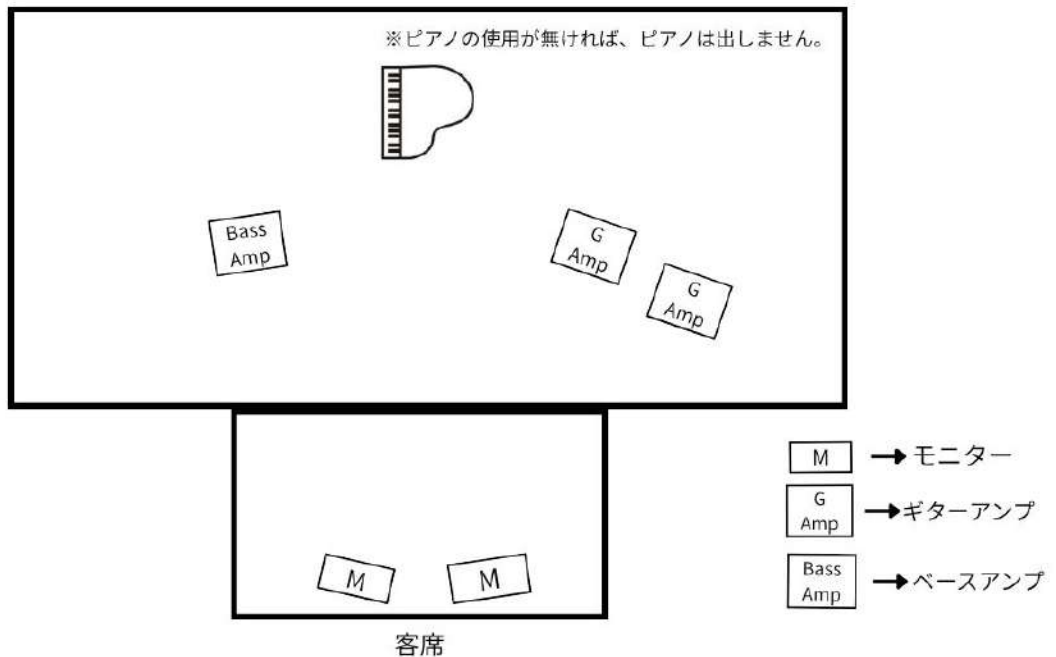 ※ピアノの使用が無ければ、ピアノは出しません。
Bass
Amp
G
Amp
G
Amp
M
M
客席
M →モニター
G
Amp
→ギターアンプ
Bass
Amp
→ベースアンプ